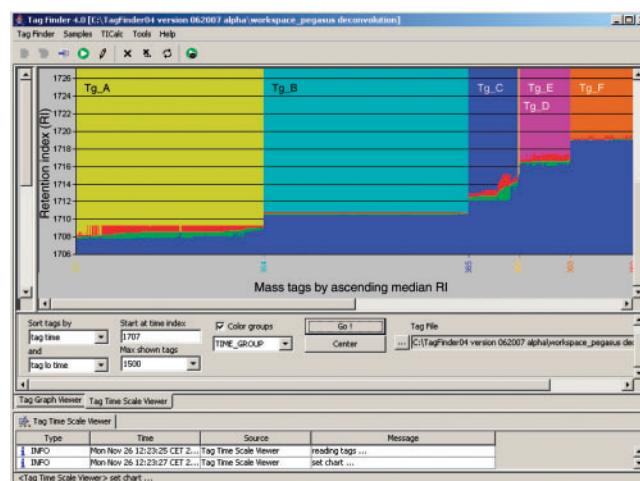 Tag Finder 4.0 [C:\TagFinder04 version 062007 alpha\workspace_pegasus deconvolution]
Tag Finder Samples TICalc Tools Help
Retention index (RI)
1726
1724
1722
1720
1718
1716
1714
1712
1710
1708
1706
Tg_A
Tg_B
Tg_C
Tg_E
Tg_D
Tg_F
364
365
Mass tags by ascending median RI
Sort tags by
tag time
and
tag lo time
Start at time index
1707
Max shown tags
1500
Color groups
TIME_GROUP
Go !
Center
Tag File
... C:\TagFinder04 version 062007 alpha\workspace_pegasus dec
Tag Graph Viewer Tag Time Scale Viewer
Tag Time Scale Viewer
Type Time Source Message
INFO Mon Nov 26 12:23:25 CET 2... Tag Time Scale Viewer reading tags ...
INFO Mon Nov 26 12:23:27 CET 2... Tag Time Scale Viewer set chart ...
<Tag Time Scale Viewer> set chart ...